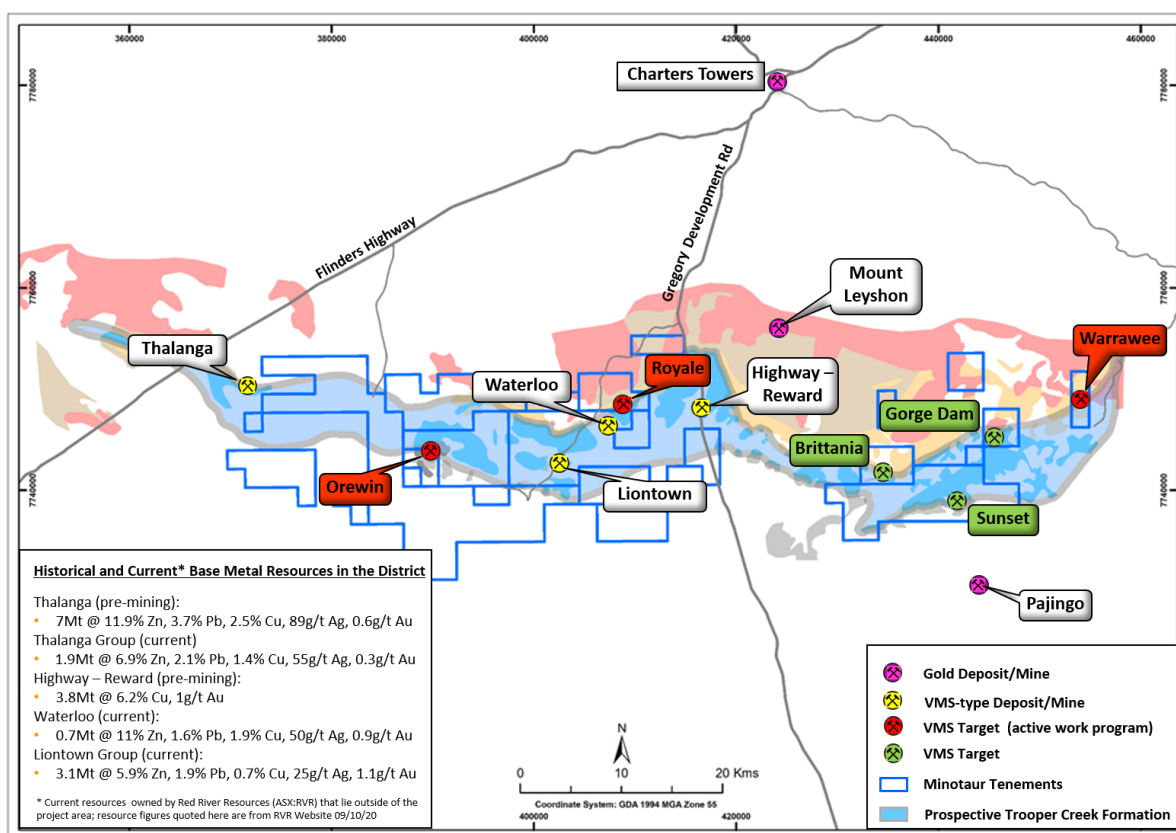 360000
380000
400000
420000
440000
460000
7780000
7780000
Charters Towers
Gregory Development Rd
Flinders Highway
7760000
7760000
Mount
Leyshon
Thalanga
Waterloo
Royale
Highway –
Reward
Warrawee
Gorge Dam
Brittania
Orewin
Liontown
Sunset
7740000
7740000
Pajingo
Historical and Current* Base Metal Resources in the District
Thalanga (pre-mining):
• 7Mt @ 11.9% Zn, 3.7% Pb, 2.5% Cu, 89g/t Ag, 0.6g/t Au
Thalanga Group (current)
• 1.9Mt @ 6.9% Zn, 2.1% Pb, 1.4% Cu, 55g/t Ag, 0.3g/t Au
Highway – Reward (pre-mining):
• 3.8Mt @ 6.2% Cu, 1g/t Au
Waterloo (current):
• 0.7Mt @ 11% Zn, 1.6% Pb, 1.9% Cu, 50g/t Ag, 0.9g/t Au
Liontown Group (current):
• 3.1Mt @ 5.9% Zn, 1.9% Pb, 0.7% Cu, 25g/t Ag, 1.1g/t Au
* Current resources owned by Red River Resources (ASX:RVR) that lie outside of the
project area; resource figures quoted here are from RVR Website 09/10/20
N
0 10 20 Kms
Coordinate System: GDA 1994 MGA Zone 55
Gold Deposit/Mine
VMS-type Deposit/Mine
VMS Target (active work program)
VMS Target
Minotaur Tenements
Prospective Trooper Creek Formation
400000
420000